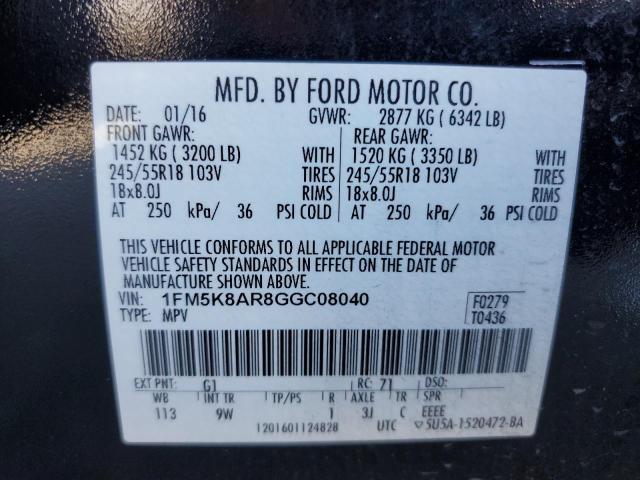 MFD. BY FORD MOTOR CO.
DATE: 01/16 GVWR: 2877 KG ( 6342 LB)
FRONT GAWR: REAR GAWR:
1452 KG ( 3200 LB) WITH 1520 KG ( 3350 LB) WITH
245/55R18 103V TIRES 245/55R18 103V TIRES
18x8.0J RIMS 18x8.0J RIMS
AT 250 kPa/ 36 PSI COLD AT 250 kPa/ 36 PSI COLD
THIS VEHICLE CONFORMS TO ALL APPLICABLE FEDERAL MOTOR
VEHICLE SAFETY STANDARDS IN EFFECT ON THE DATE OF
MANUFACTURE SHOWN ABOVE.
VIN: 1FM5K8AR8GGC08040 F0279
TYPE: MPV T0436
EXT PNT: G1 RC: 71 DSO:
WB INT TR TP/PS R AXLE TR SPR
113 9W 1 3J C EEEE
1201601124828 UTC 5U5A-1520472-BA